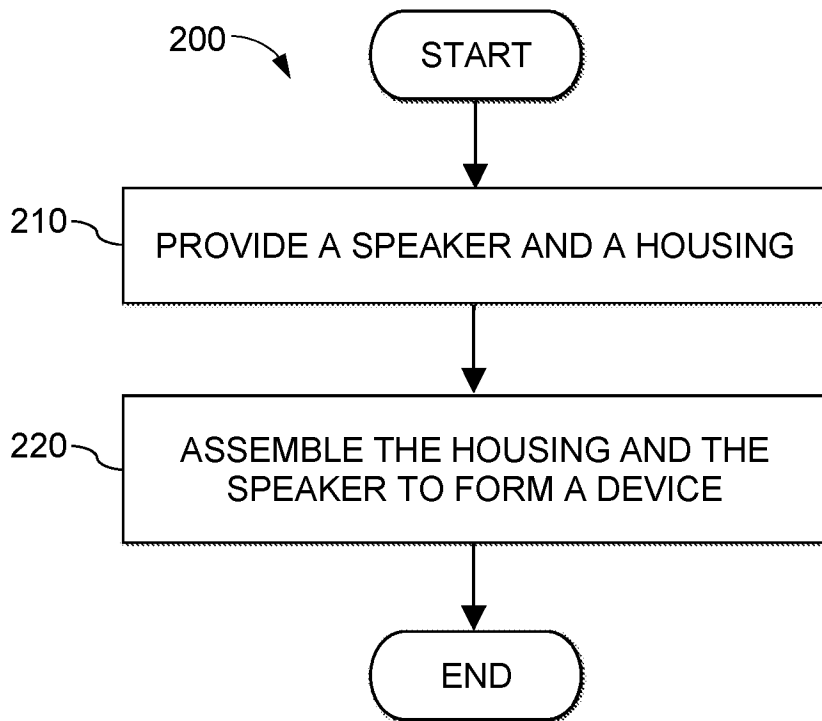 200
START
210
PROVIDE A SPEAKER AND A HOUSING
220
ASSEMBLE THE HOUSING AND THE
SPEAKER TO FORM A DEVICE
END